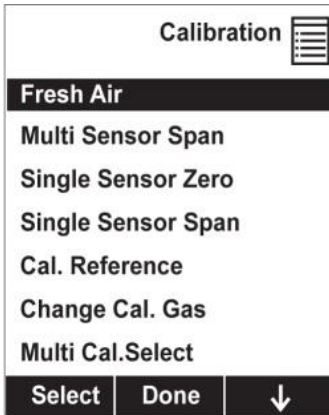 Calibration
Fresh Air
Multi Sensor Span
Single Sensor Zero
Single Sensor Span
Cal. Reference
Change Cal. Gas
Multi Cal.Select
Select Done ↓